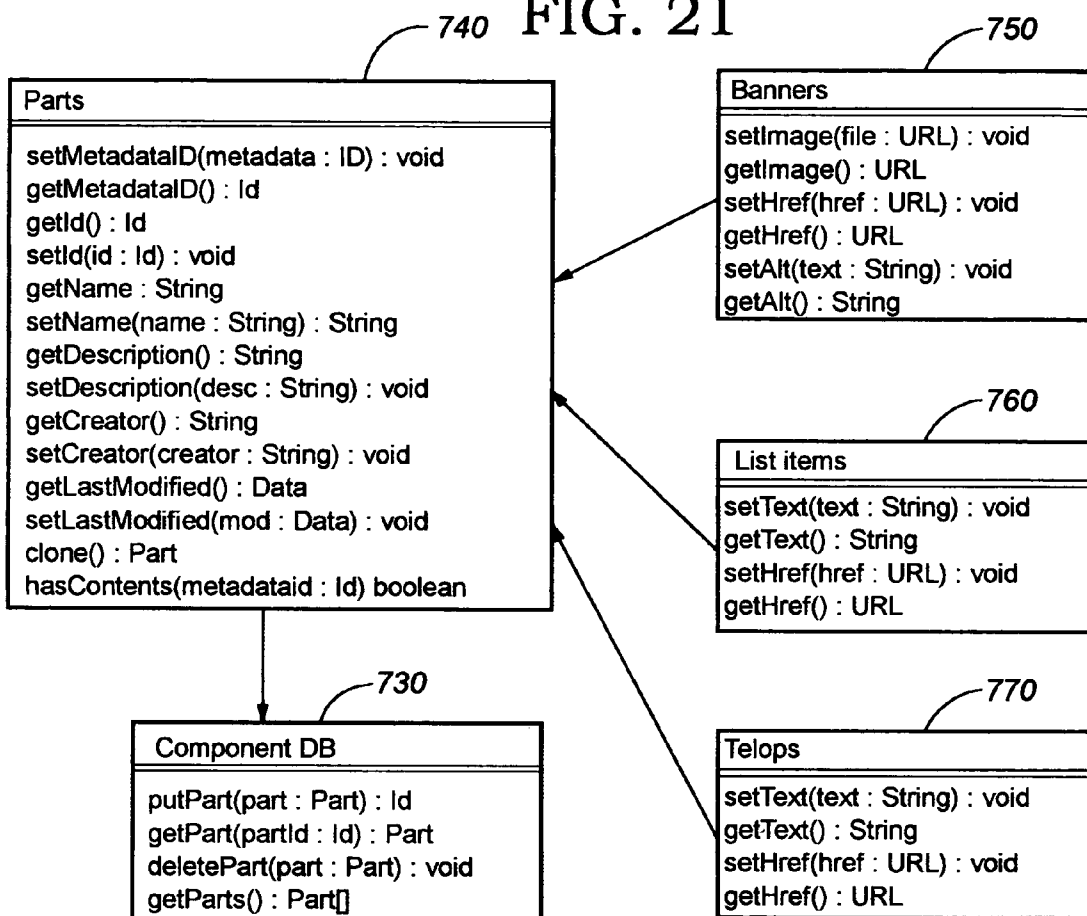 FIG. 21
740
Parts
setMetadataID(metadata : ID) : void
getMetadataID() : Id
getId() : Id
setId(id : Id) : void
getName : String
setName(name : String) : String
getDescription() : String
setDescription(desc : String) : void
getCreator() : String
setCreator(creator : String) : void
getLastModified() : Data
setLastModified(mod : Data) : void
clone() : Part
hasContents(metadataid : Id) boolean
750
Banners
setImage(file : URL) : void
getImage() : URL
setHref(href : URL) : void
getHref() : URL
setAlt(text : String) : void
getAlt() : String
760
List items
setText(text : String) : void
getText() : String
setHref(href : URL) : void
getHref() : URL
730
Component DB
putPart(part : Part) : Id
getPart(partId : Id) : Part
deletePart(part : Part) : void
getParts() : Part[]
770
Telops
setText(text : String) : void
getText() : String
setHref(href : URL) : void
getHref() : URL